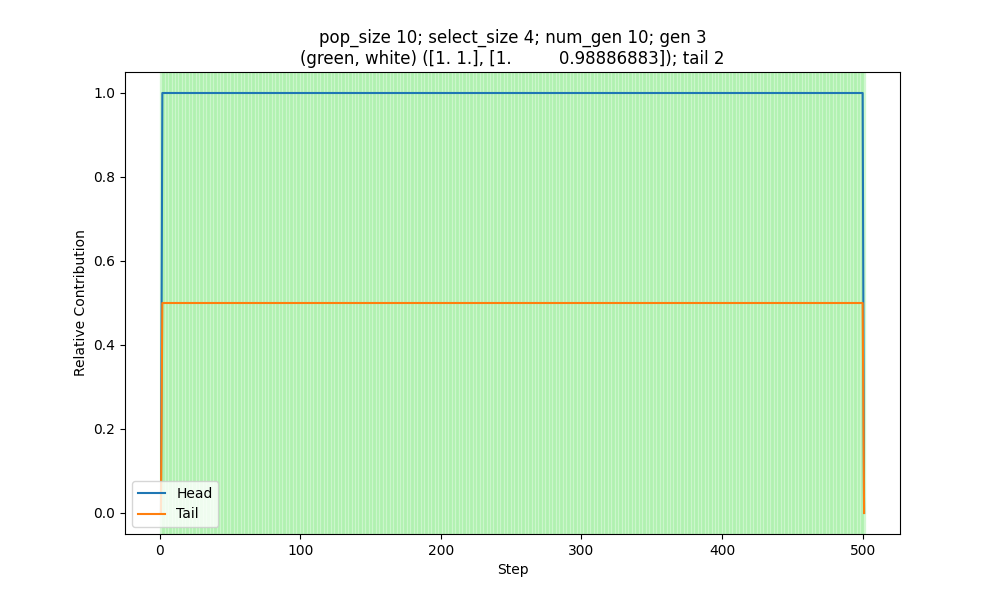 pop_size 10; select_size 4; num_gen 10; gen 3
(green, white) ([1. 1.], [1.          0.98886883]); tail 2
1.0
0.8
0.6
0.4
0.2
0.0
Relative Contribution
Head
Tail
0 100 200 300 400 500
Step